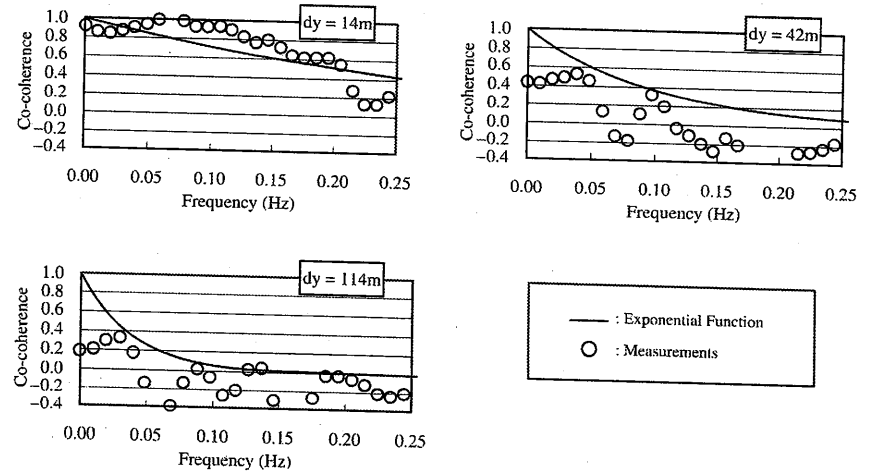 dy = 14m
Co-coherence
1.0
0.8
0.6
0.4
0.2
0.0
-0.2
-0.4
0.00 0.05 0.10 0.15 0.20 0.25
Frequency (Hz)
dy = 42m
Co-coherence
1.0
0.8
0.6
0.4
0.2
0.0
-0.2
-0.4
0.00 0.05 0.10 0.15 0.20 0.25
Frequency (Hz)
dy = 114m
Co-coherence
1.0
0.8
0.6
0.4
0.2
0.0
-0.2
-0.4
0.00 0.05 0.10 0.15 0.20 0.25
Frequency (Hz)
: Exponential Function
: Measurements